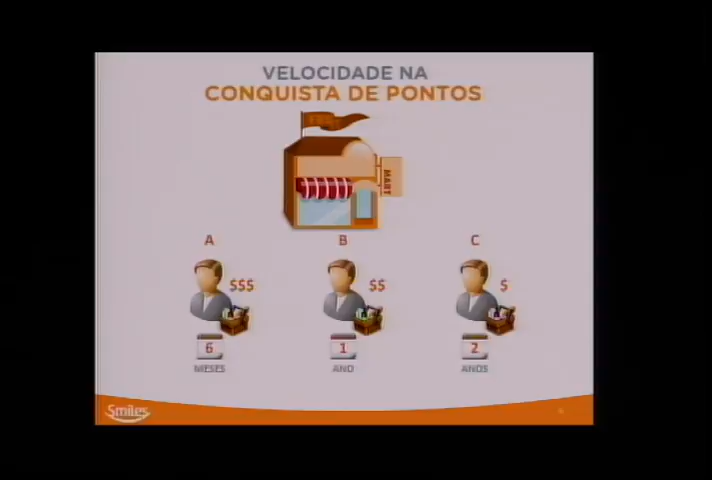 VELOCIDADE NA
CONQUISTA DE PONTOS
MART
A B C
$$$ $$ $
6 1 2
MESES ANO ANOS
Smiles